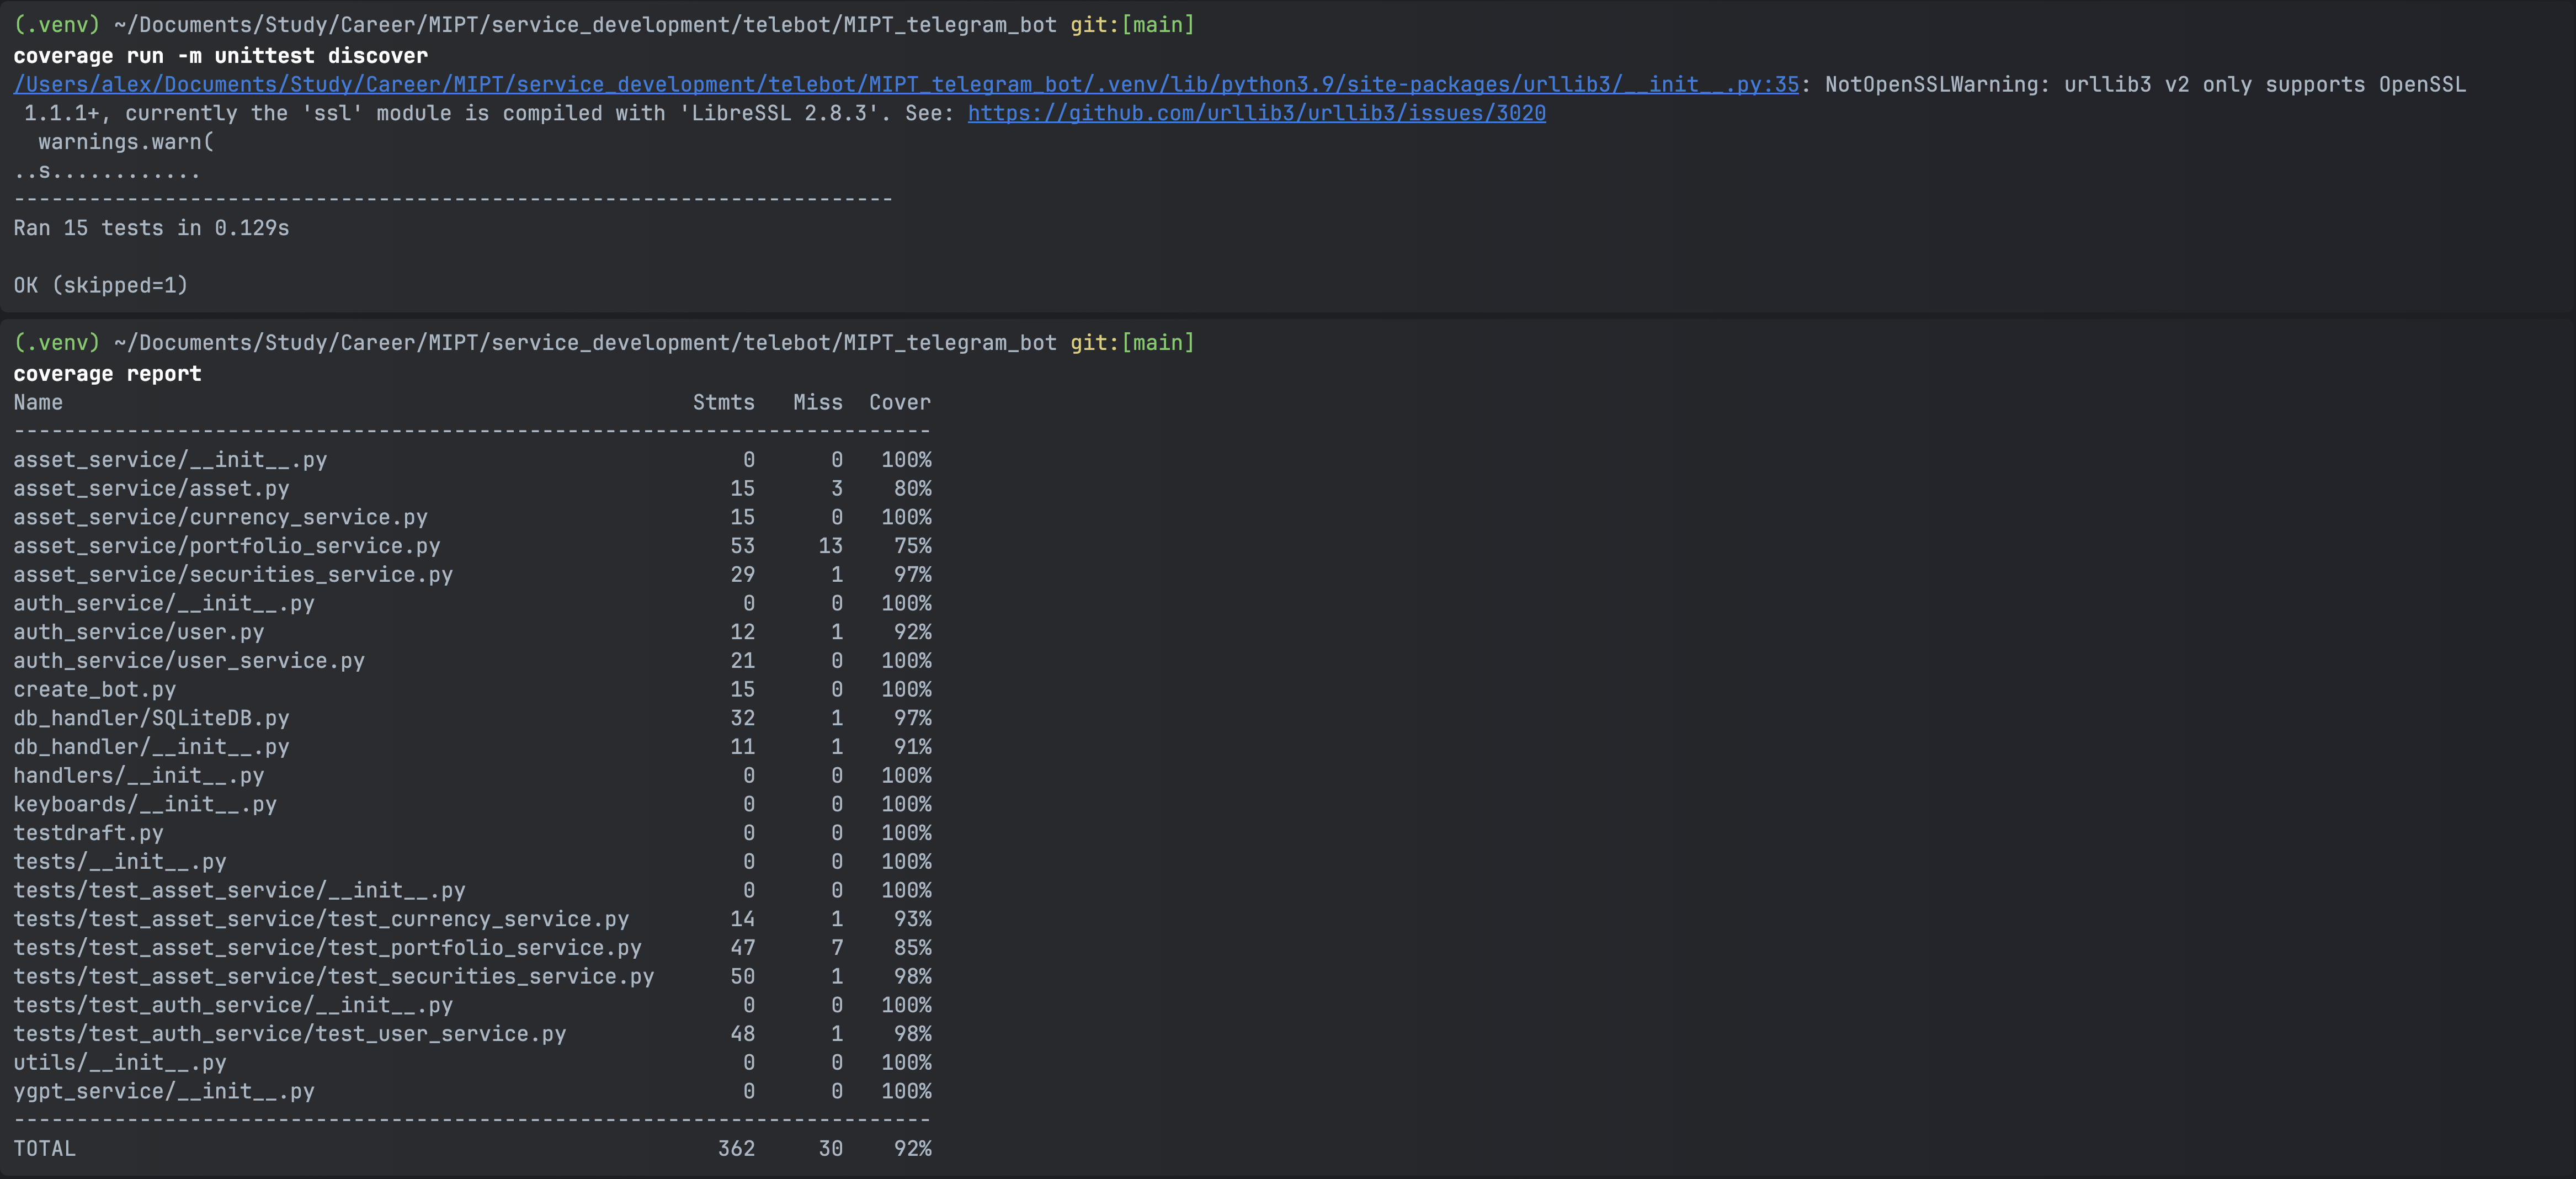 (.venv) ~/Documents/Study/Career/MIPT/service_development/telebot/MIPT_telegram_bot git:[main]
coverage run -m unittest discover
/Users/alex/Documents/Study/Career/MIPT/service_development/telebot/MIPT_telegram_bot/.venv/lib/python3.9/site-packages/urllib3/__init__.py:35: NotOpenSSLWarning: urllib3 v2 only supports OpenSSL
 1.1.1+, currently the 'ssl' module is compiled with 'LibreSSL 2.8.3'. See: https://github.com/urllib3/urllib3/issues/3020
  warnings.warn(
..s............
----------------------------------------------------------------------
Ran 15 tests in 0.129s
OK (skipped=1)
(.venv) ~/Documents/Study/Career/MIPT/service_development/telebot/MIPT_telegram_bot git:[main]
coverage report
Name                                                  Stmts   Miss  Cover
-------------------------------------------------------------------------
asset_service/__init__.py                                 0      0   100%
asset_service/asset.py                                   15      3    80%
asset_service/currency_service.py                        15      0   100%
asset_service/portfolio_service.py                       53     13    75%
asset_service/securities_service.py                      29      1    97%
auth_service/__init__.py                                  0      0   100%
auth_service/user.py                                     12      1    92%
auth_service/user_service.py                             21      0   100%
create_bot.py                                            15      0   100%
db_handler/SQLiteDB.py                                   32      1    97%
db_handler/__init__.py                                   11      1    91%
handlers/__init__.py                                      0      0   100%
keyboards/__init__.py                                     0      0   100%
testdraft.py                                              0      0   100%
tests/__init__.py                                         0      0   100%
tests/test_asset_service/__init__.py                      0      0   100%
tests/test_asset_service/test_currency_service.py        14      1    93%
tests/test_asset_service/test_portfolio_service.py       47      7    85%
tests/test_asset_service/test_securities_service.py      50      1    98%
tests/test_auth_service/__init__.py                       0      0   100%
tests/test_auth_service/test_user_service.py             48      1    98%
utils/__init__.py                                         0      0   100%
ygpt_service/__init__.py                                  0      0   100%
-------------------------------------------------------------------------
TOTAL                                                   362     30    92%